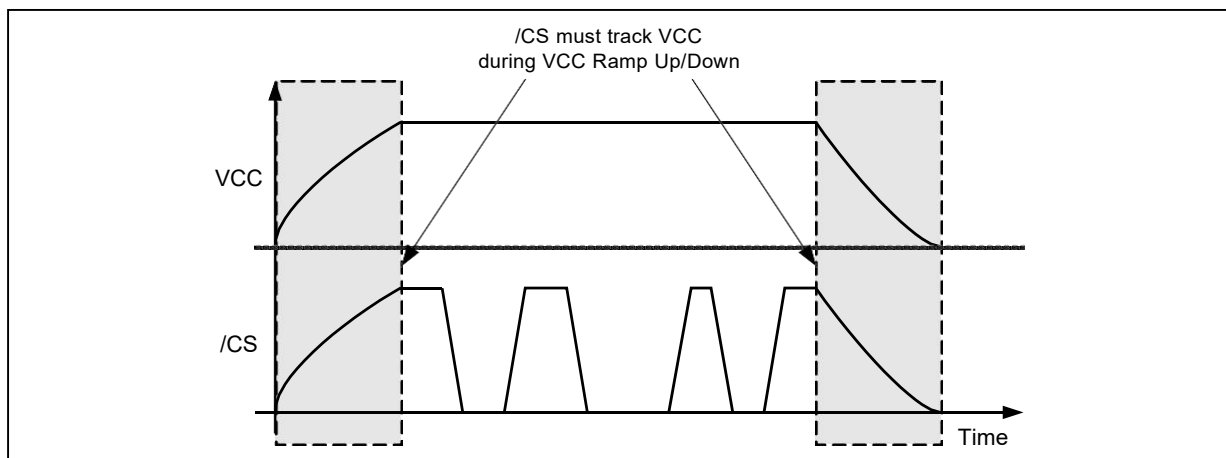 /CS must track VCC
during VCC Ramp Up/Down
VCC
/CS
Time